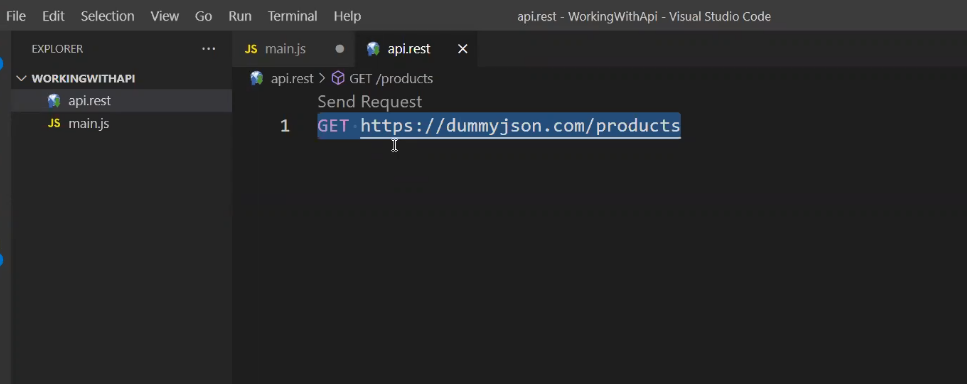 File Edit Selection View Go Run Terminal Help api.rest - WorkingWithApi - Visual Studio Code
EXPLORER ··· JS main.js ● api.rest ×
WORKINGWITHAPI api.rest > GET /products
api.rest Send Request
JS main.js 1 GET https://dummyjson.com/products